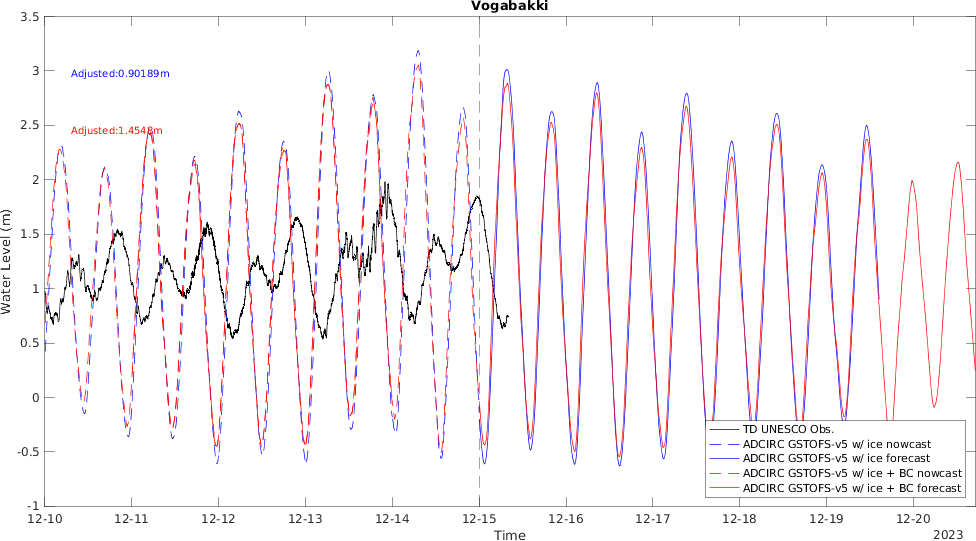 Vogabakki
3.5
3
2.5
2
1.5
1
0.5
0
-0.5
-1
Water Level (m)
Adjusted:0.90189m
Adjusted:1.4543m
TD UNESCO Obs.
ADCIRC GSTOFS-v5 w/ ice nowcast
ADCIRC GSTOFS-v5 w/ ice forecast
ADCIRC GSTOFS-v5 w/ ice + BC nowcast
ADCIRC GSTOFS-v5 w/ ice + BC forecast
12-10 12-11 12-12 12-13 12-14 12-15 12-16 12-17 12-18 12-19 12-20
Time
2023